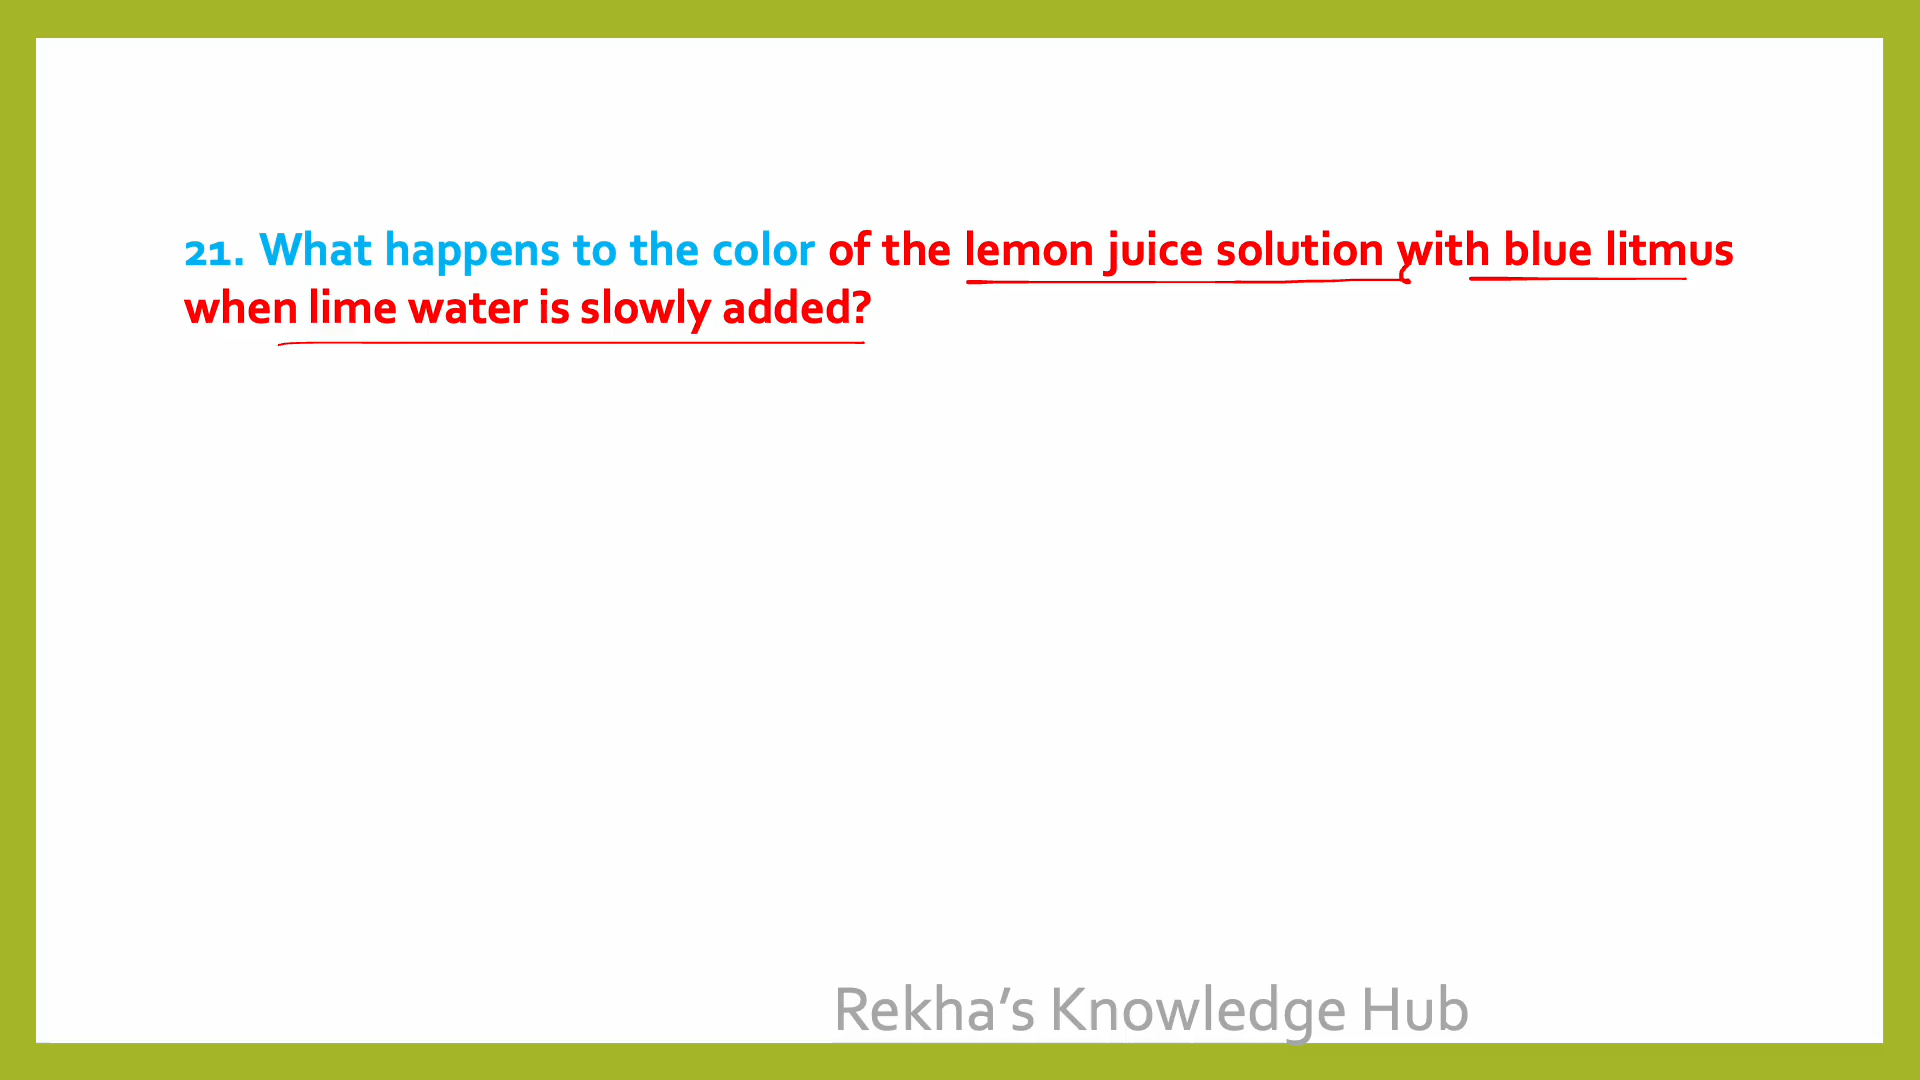 21. What happens to the color of the lemon juice solution with blue litmus
when lime water is slowly added?
Rekha’s Knowledge Hub